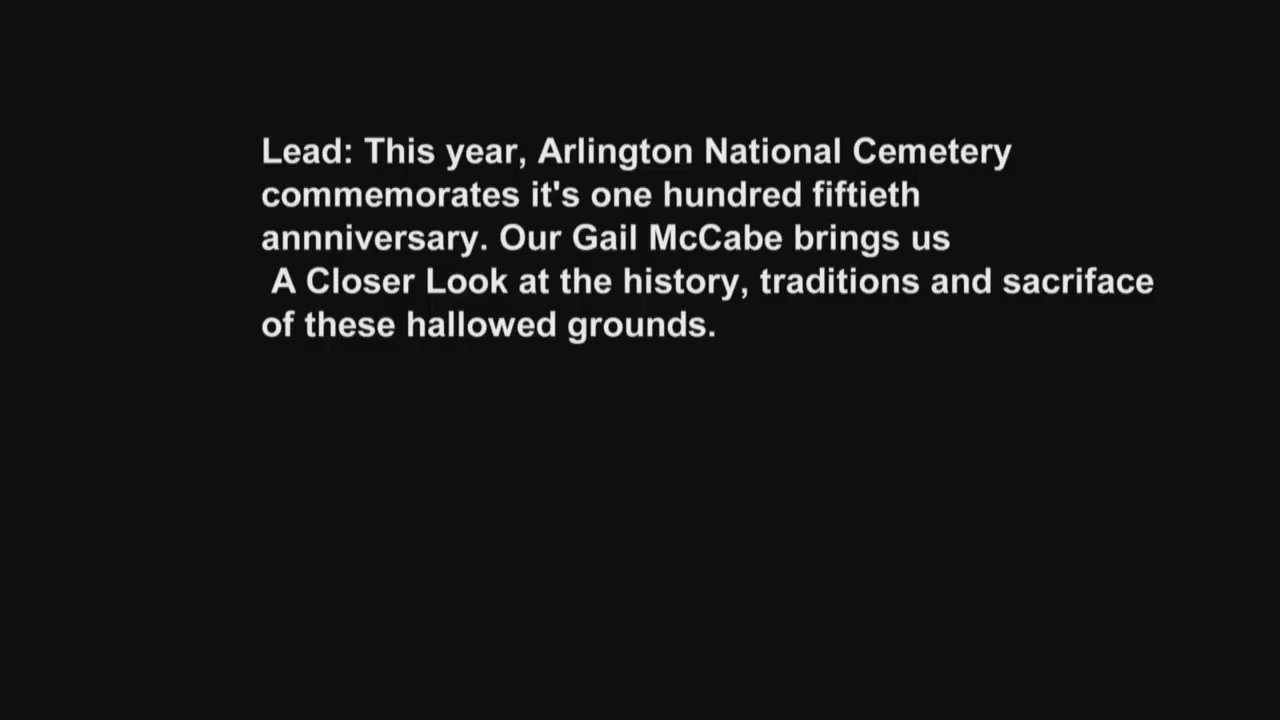 Lead: This year, Arlington National Cemetery
commemorates it's one hundred fiftieth
annniversary. Our Gail McCabe brings us
A Closer Look at the history, traditions and sacriface
of these hallowed grounds.